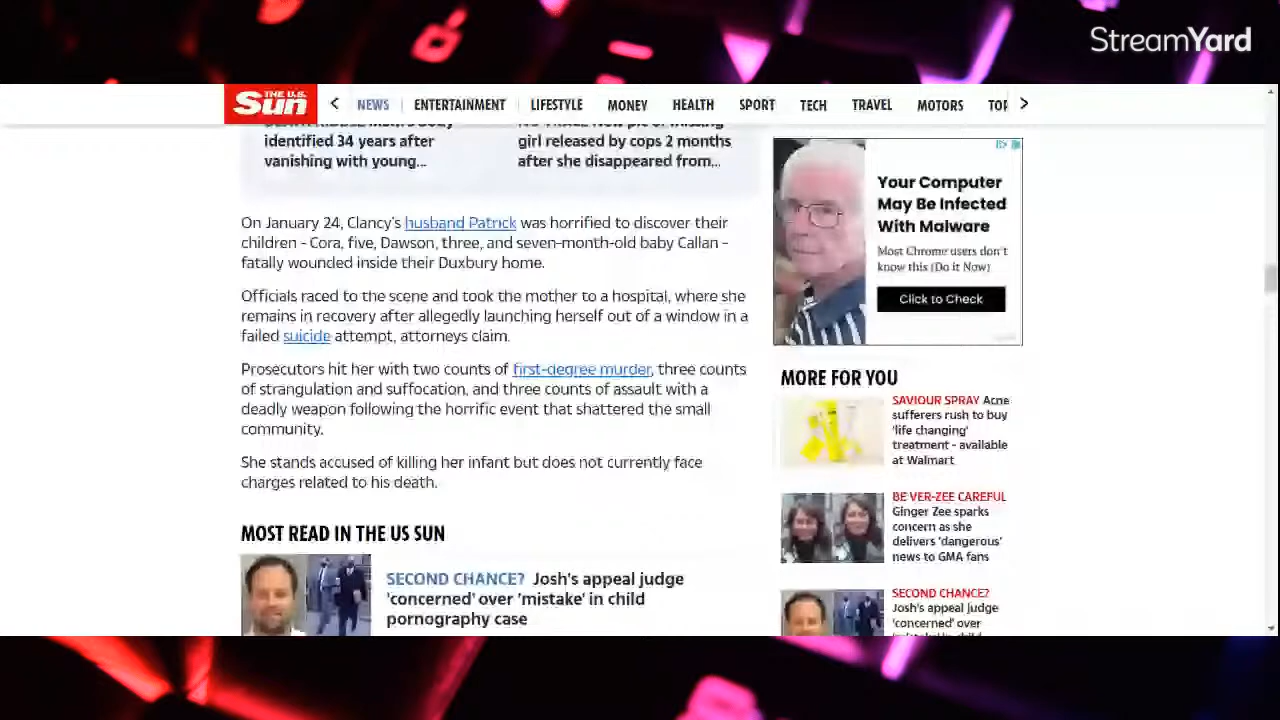 StreamYard
THE U.S.
Sun
NEWS
ENTERTAINMENT
LIFESTYLE
MONEY
HEALTH
SPORT
TECH
TRAVEL
MOTORS
identified 34 years after
vanishing with young...
girl released by cops 2 months
after she disappeared from...
On January 24, Clancy's husband Patrick was horrified to discover their
children - Cora, five, Dawson, three, and seven-month-old baby Callan -
fatally wounded inside their Duxbury home.
Officials raced to the scene and took the mother to a hospital, where she
remains in recovery after allegedly launching herself out of a window in a
failed suicide attempt, attorneys claim.
Prosecutors hit her with two counts of first-degree murder, three counts
of strangulation and suffocation, and three counts of assault with a
deadly weapon following the horrific event that shattered the small
community.
She stands accused of killing her infant but does not currently face
charges related to his death.
MOST READ IN THE US SUN
SECOND CHANCE? Josh's appeal judge
'concerned' over 'mistake' in child
pornography case
Your Computer
May Be Infected
With Malware
Most Chrome users don't
know this (Do it Now)
Click to Check
MORE FOR YOU
SAVIOUR SPRAY Acne
sufferers rush to buy
'life changing'
treatment - available
at Walmart
BE VER-ZEE CAREFUL
Ginger Zee sparks
concern as she
delivers 'dangerous'
news to GMA fans
SECOND CHANCE?
Josh's appeal judge
'concerned' over